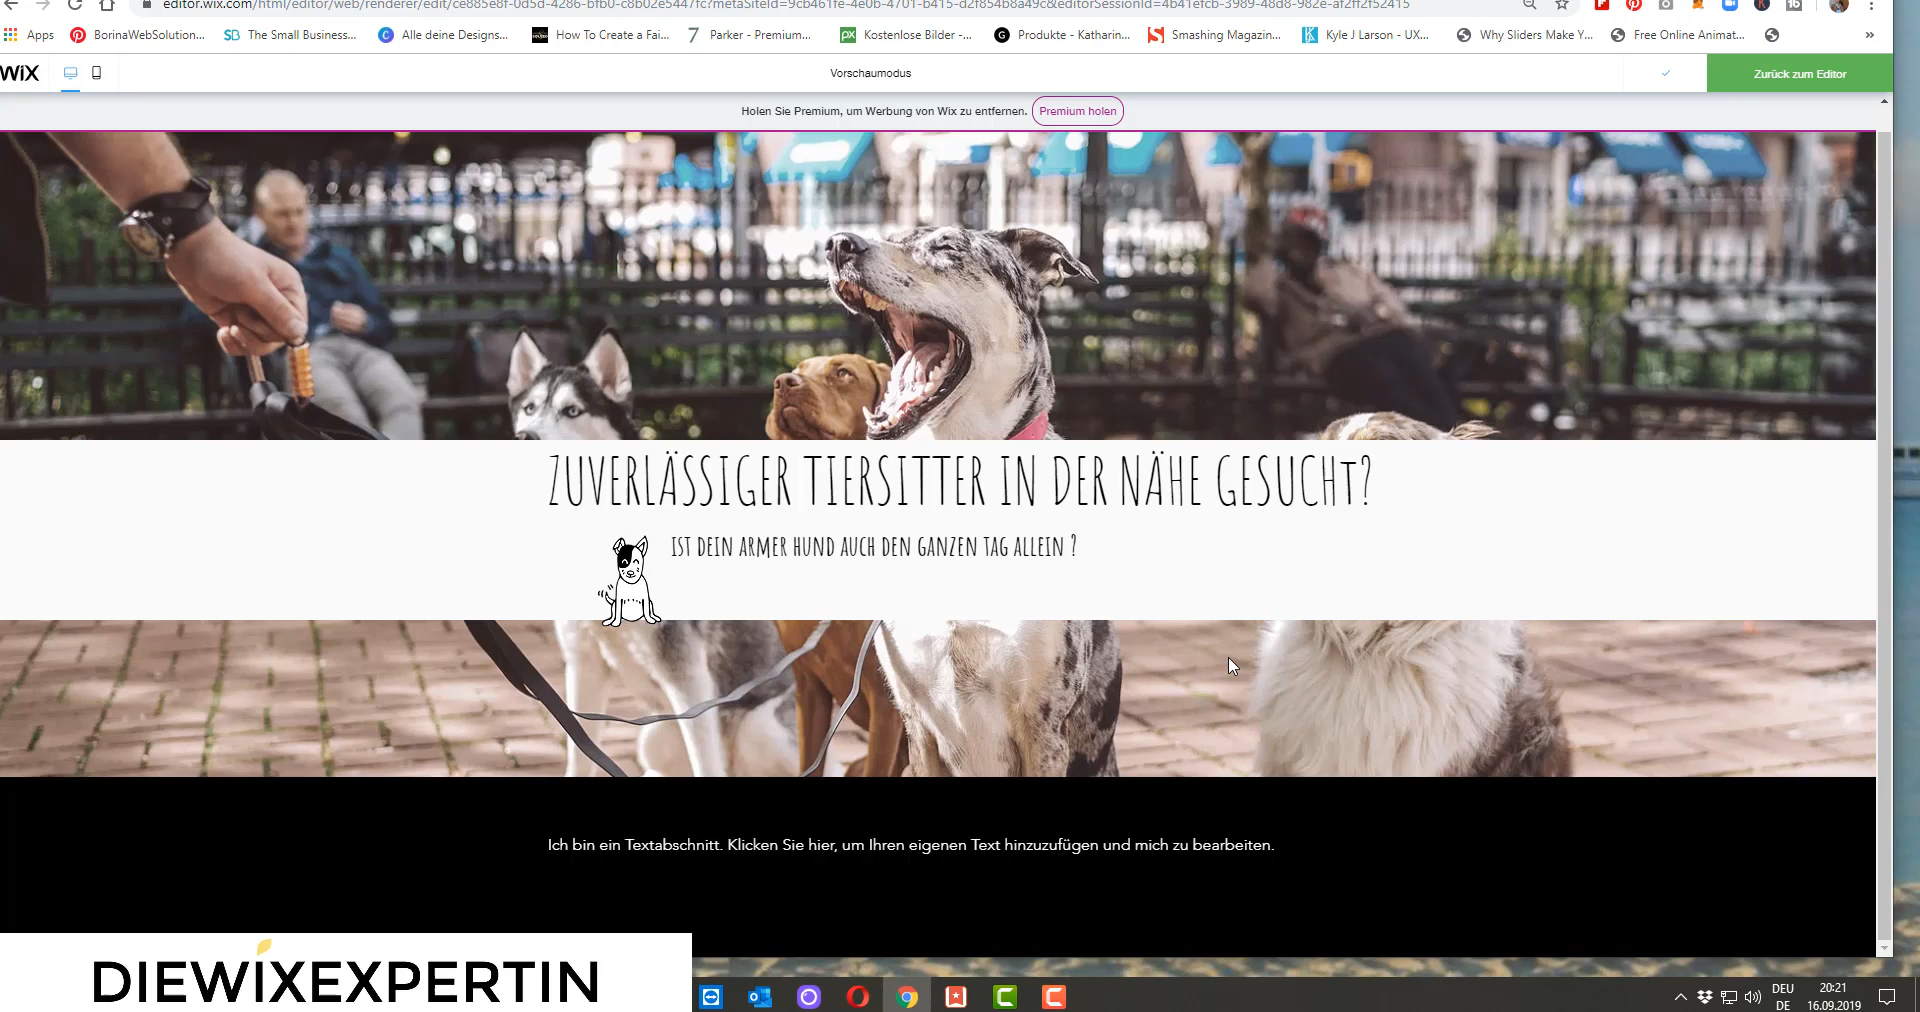 editor.wix.com/html/editor/web/renderer/edit/ce885e8f-0d5d-4286-bfb0-c8b02e5447fc?metaSiteId=9cb461fe-4e0b-4701-b415-d2f854b8a49c&editorSessionId=4b41efcb-3989-48d8-982e-af2ff2f52415
Apps BorinaWebSolution... The Small Business... Alle deine Designs... How To Create a Fai... Parker - Premium... Kostenlose Bilder -... Produkte - Katharin... Smashing Magazin... Kyle J Larson - UX... Why Sliders Make Y... Free Online Animat... »
WiX Vorschaumodus Zurück zum Editor
Holen Sie Premium, um Werbung von Wix zu entfernen. Premium holen
ZUVERLÄSSIGER TIERSITTER IN DER NÄHE GESUCHT?
IST DEIN ARMER HUND AUCH DEN GANZEN TAG ALLEIN ?
Ich bin ein Textabschnitt. Klicken Sie hier, um Ihren eigenen Text hinzuzufügen und mich zu bearbeiten.
DIEWIXEXPERTIN
DEU 20:21
DE 16.09.2019